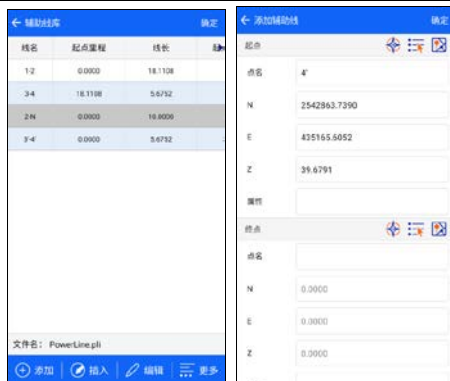 辅助线库 确定
线名 起点里程 线长
1-2 0.0000 18.1108
3-4 18.1108 5.6752
2-N 0.0000 10.0000
3'-4' 0.0000 5.6752
文件名: PowerLine.pli
添加 插入 编辑 更多
添加辅助线 确定
起点
点名 4'
N 2542863.7390
E 435165.6052
Z 39.6791
属性
终点
点名
N 0.0000
E 0.0000
Z 0.0000